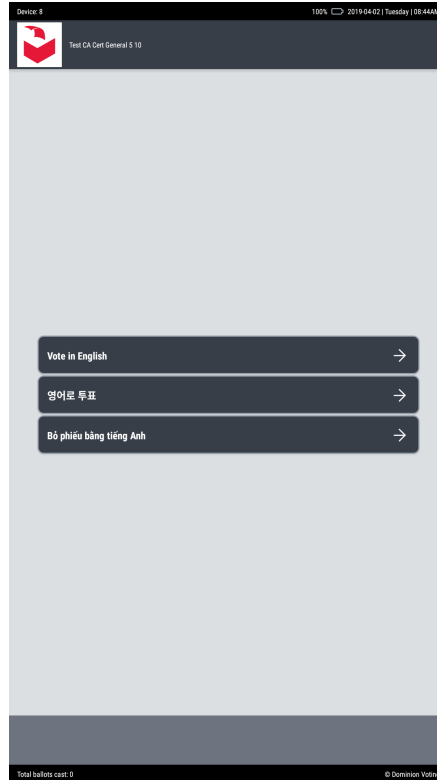 Device: 8 100% 2019-04-02 | Tuesday | 08:44AM
Test CA Cert General 5 10
Vote in English
영어로 투표
Bỏ phiếu bằng tiếng Anh
Total ballots cast: 0 © Dominion Voting